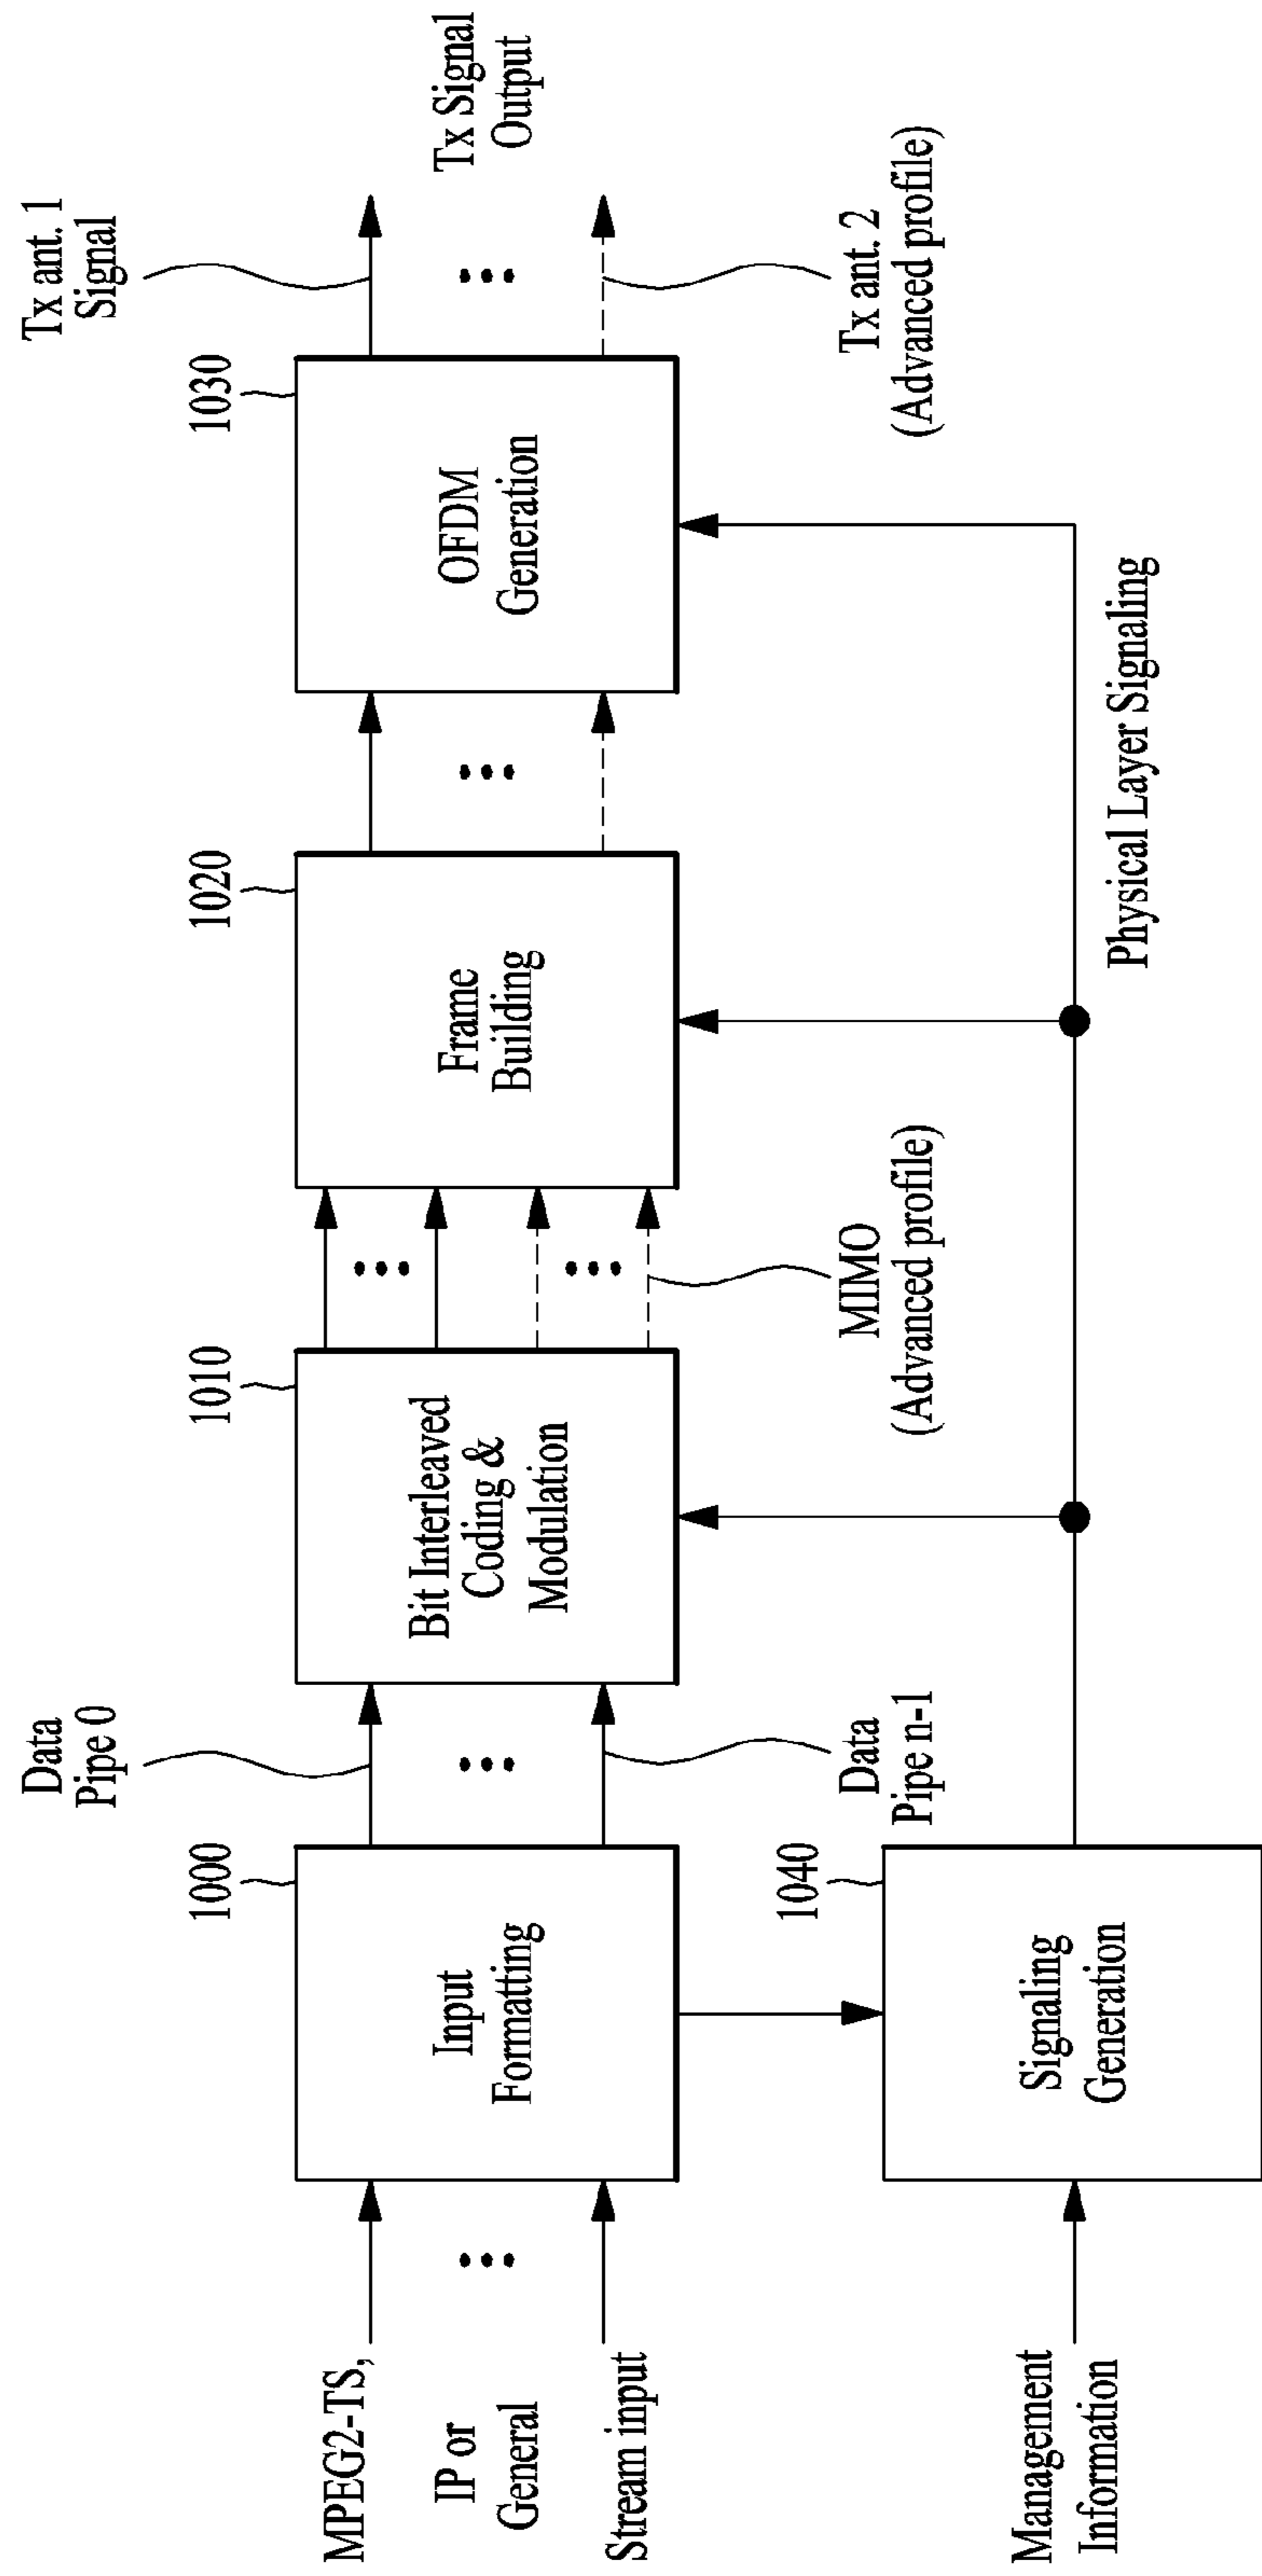 MPEG2-TS,
IP or
General
Stream input
1000
Input
Formatting
Data
Pipe 0
Data
Pipe n-1
1010
Bit Interleaved
Coding &
Modulation
MIMO
(Advanced profile)
1020
Frame
Building
1030
OFDM
Generation
Tx ant. 1
Signal
Tx Signal
Output
Tx ant. 2
(Advanced profile)
Management
Information
1040
Signaling
Generation
Physical Layer Signaling